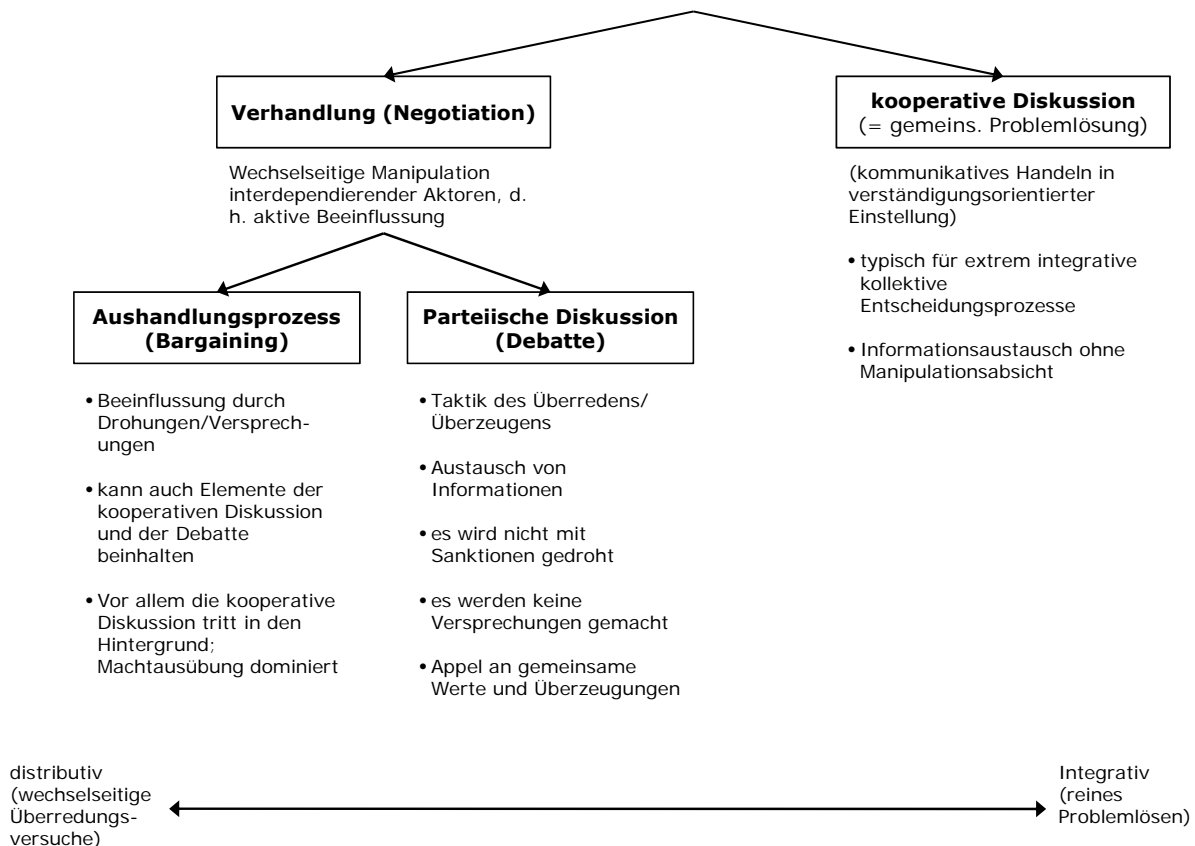 Verhandlung (Negotiation)
Wechselseitige Manipulation
interdependierender Aktoren, d.
h. aktive Beeinflussung
kooperative Diskussion
(= gemeins. Problemlösung)
(kommunikatives Handeln in
verständigungsorientierter
Einstellung)
• typisch für extrem integrative
kollektive
Entscheidungsprozesse
• Informationsaustausch ohne
Manipulationsabsicht
Aushandlungsprozess
(Bargaining)
• Beeinflussung durch
Drohungen/Versprech-
ungen
• kann auch Elemente der
kooperativen Diskussion
und der Debatte
beinhalten
• Vor allem die kooperative
Diskussion tritt in den
Hintergrund;
Machtausübung dominiert
Parteiische Diskussion
(Debatte)
• Taktik des Überredens/
Überzeugens
• Austausch von
Informationen
• es wird nicht mit
Sanktionen gedroht
• es werden keine
Versprechungen gemacht
• Appel an gemeinsame
Werte und Überzeugungen
distributiv
(wechselseitige
Überredungs-
versuche)
Integrativ
(reines
Problemlösen)